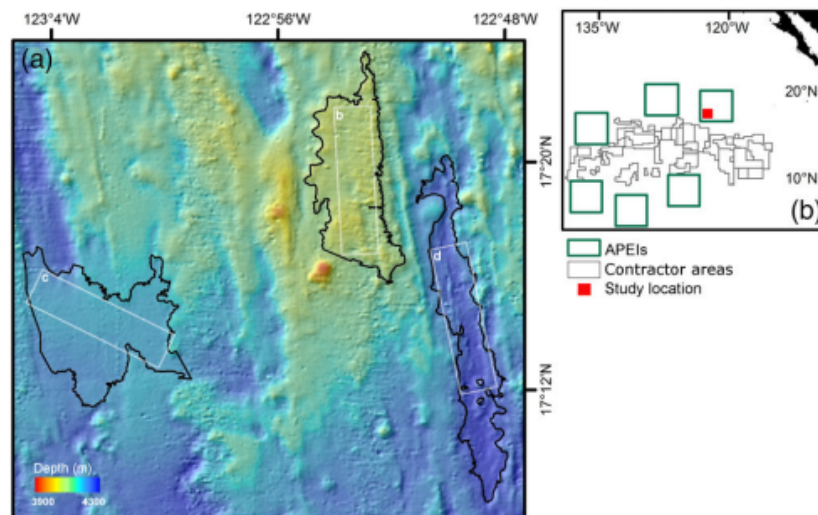 123°4'W
122°56'W
122°48'W
(a)
b
17°20'N
d
c
17°12'N
Depth (m)
3900
4300
135°W
120°W
20°N
10°N
(b)
APEIs
Contractor areas
Study location